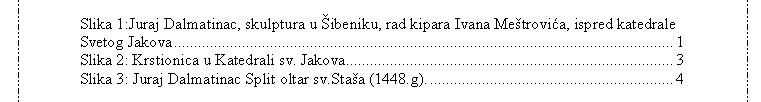 Slika 1:Juraj Dalmatinac, skulptura u Šibeniku, rad kipara Ivana Meštrovića, ispred katedrale
Svetog Jakova........................................................................................................................ 1
Slika 2: Krstionica u Katedrali sv. Jakova............................................................................... 3
Slika 3: Juraj Dalmatinac Split oltar sv.Staša (1448.g). .......................................................... 4